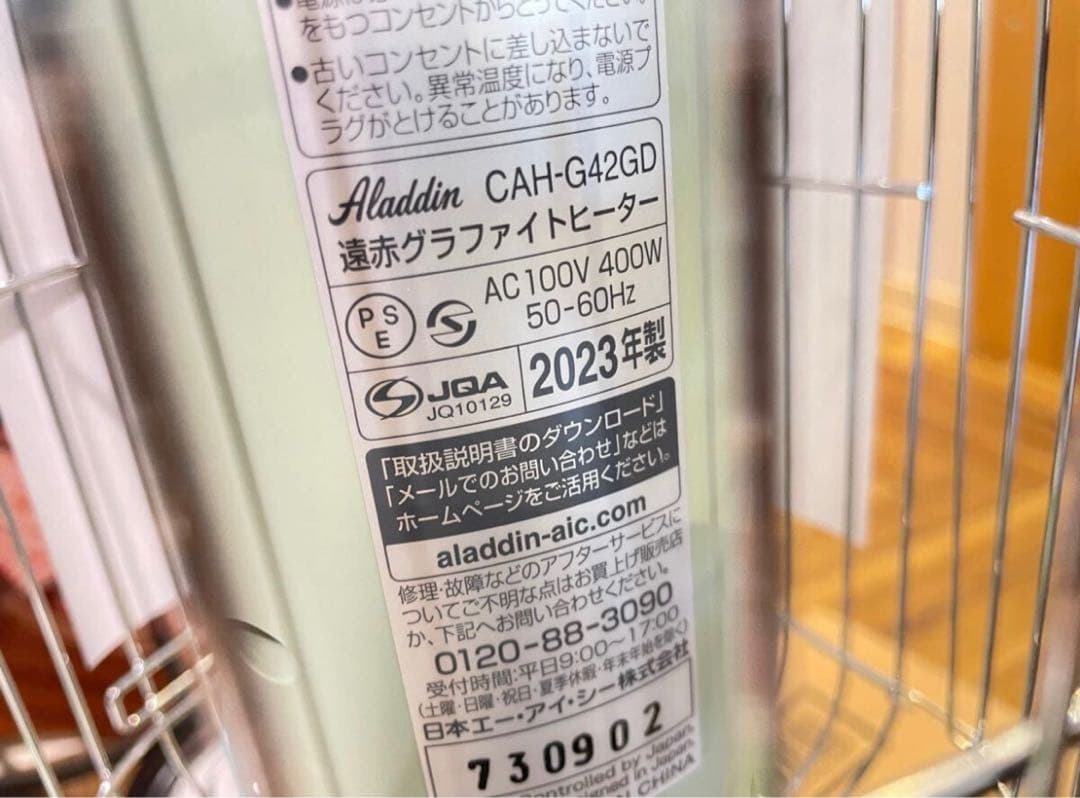 をもつコンセントからとってください。
●古いコンセントに差し込まないで
ください。異常温度になり、電源プ
ラグがとけることがあります。
Aladdin CAH-G42GD
遠赤グラファイトヒーター
PSE
AC100V 400W
50-60Hz
JQA
JQ10129
2023年製
「取扱説明書のダウンロード」
「メールでのお問い合わせ」などは
ホームページをご活用ください。
aladdin-aic.com
修理・故障などのアフターサービスに
ついてご不明な点はお買上げ販売店
か、下記へお問い合わせください。
0120-88-3090
受付時間:平日9:00~17:00
(土曜・日曜・祝日・夏季休暇・年末年始を除く)
日本エー・アイ・シー株式会社
730902
Controlled by Japan,
signed in Japan.
CHINA